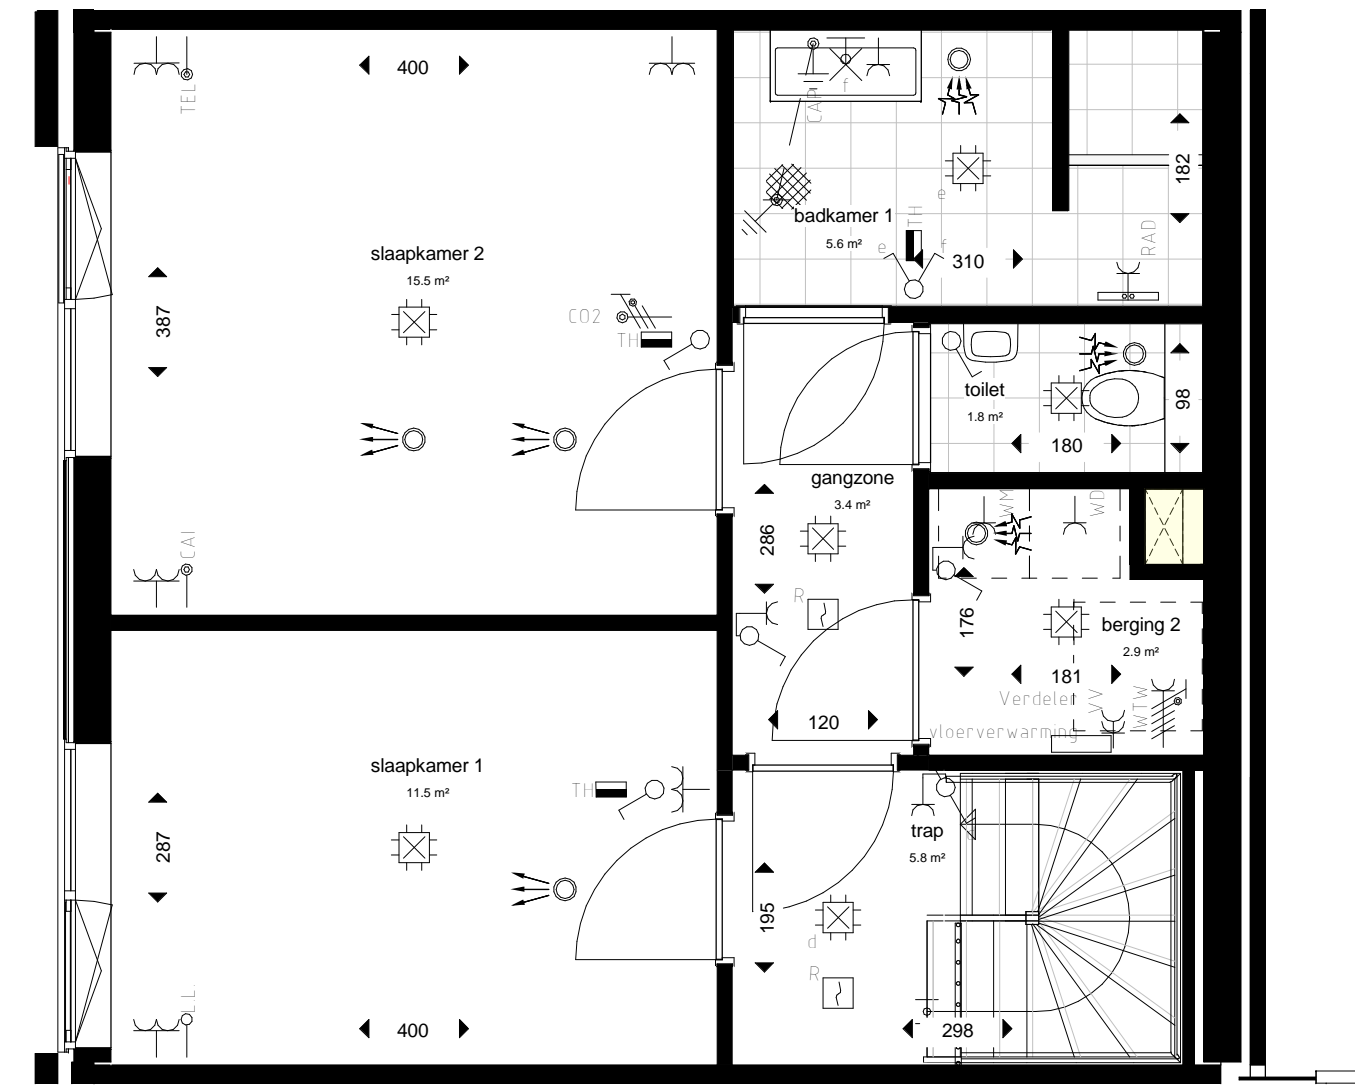 400
TEL
CAP
f
182
e
badkamer 1
5.6 m²
TH
e
f
310
RAD
slaapkamer 2
15.5 m²
387
CO2
TH
toilet
1.8 m²
98
180
gangzone
3.4 m²
286
WM
WD
CAI
R
176
berging 2
2.9 m²
181
Verdeler
vloerverwarming
VV
WTW
120
slaapkamer 1
11.5 m²
TH
287
trap
5.8 m²
195
d
R
L.L.
400
298